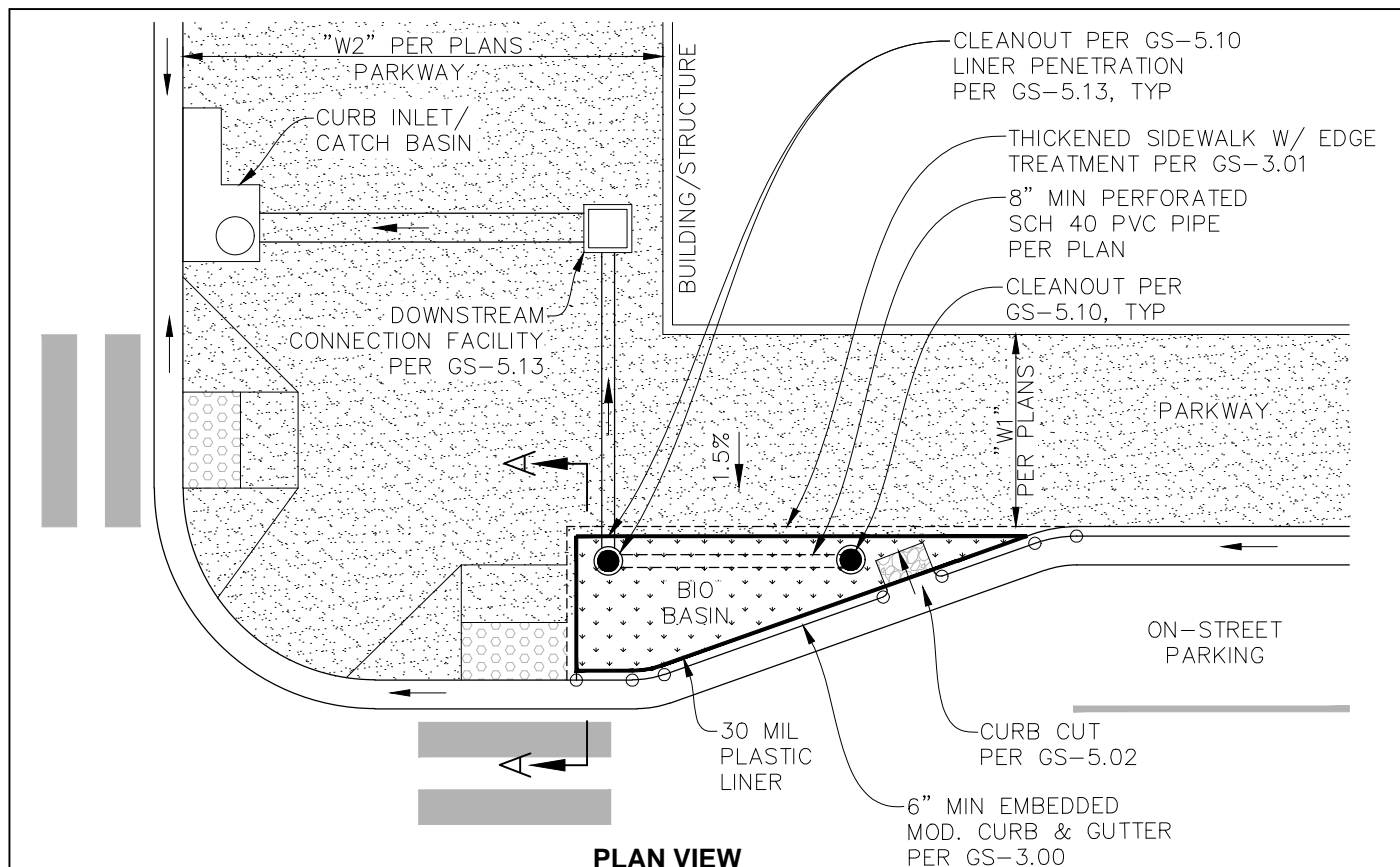 "W2" PER PLANS
PARKWAY
CURB INLET/
CATCH BASIN
BUILDING/STRUCTURE
CLEANOUT PER GS-5.10
LINER PENETRATION
PER GS-5.13, TYP
THICKENED SIDEWALK W/ EDGE
TREATMENT PER GS-3.01
8" MIN PERFORATED
SCH 40 PVC PIPE
PER PLAN
CLEANOUT PER
GS-5.10, TYP
DOWNSTREAM
CONNECTION FACILITY
PER GS-5.13
"W1"
PER PLANS
PARKWAY
1.5%
A
BIO
BASIN
ON-STREET
PARKING
A
30 MIL
PLASTIC
LINER
CURB CUT
PER GS-5.02
6" MIN EMBEDDED
MOD. CURB & GUTTER
PER GS-3.00
PLAN VIEW